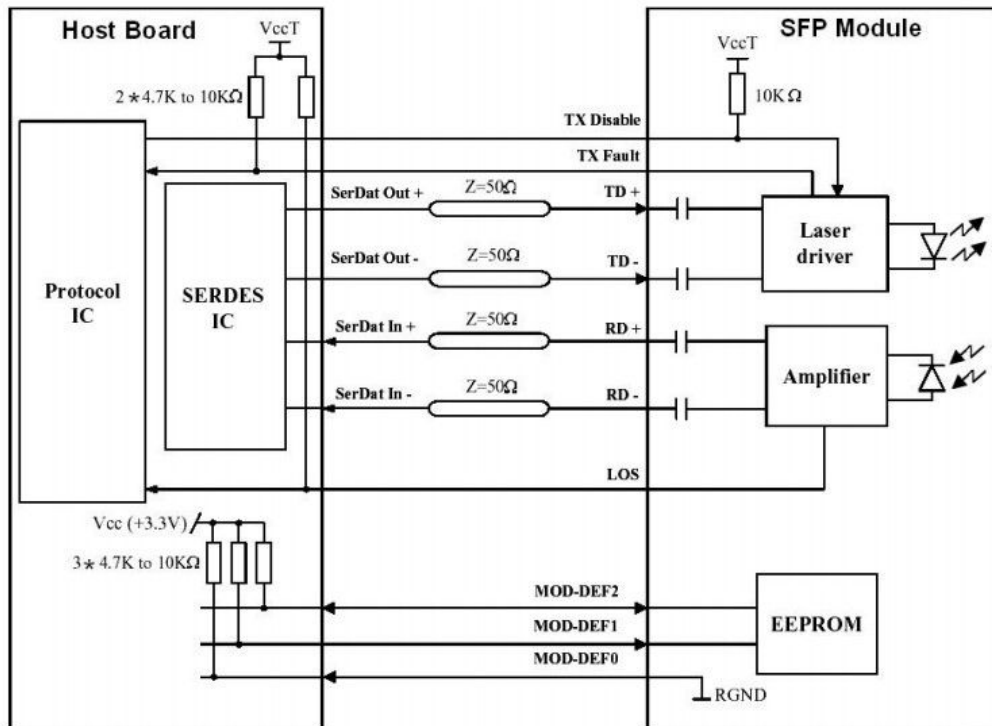 Host Board
SFP Module
VccT
VccT
2*4.7K to 10KΩ
10KΩ
TX Disable
TX Fault
SerDat Out +
Z=50Ω
TD +
SerDat Out -
Z=50Ω
TD -
Laser
driver
Protocol
IC
SERDES
IC
SerDat In +
Z=50Ω
RD +
SerDat In -
Z=50Ω
RD -
Amplifier
LOS
Vcc (+3.3V)
3*4.7K to 10KΩ
MOD-DEF2
MOD-DEF1
MOD-DEF0
EEPROM
RGND